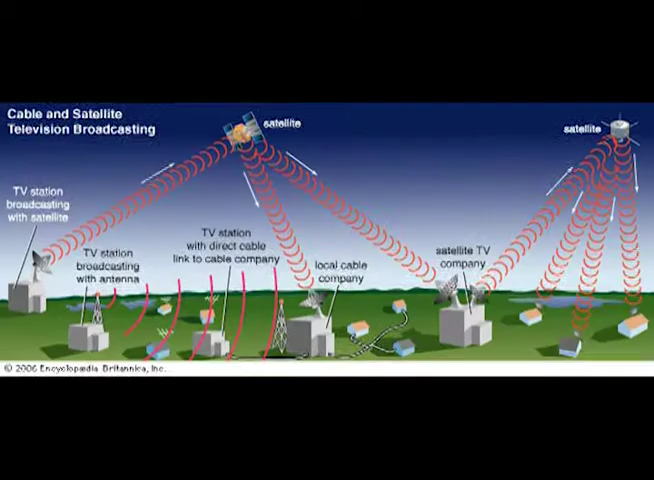 Cable and Satellite
Television Broadcasting
satellite
satellite
TV station
broadcasting
with satellite
TV station
broadcasting
with antenna
TV station
with direct cable
link to cable company
local cable
company
satellite TV
company
© 2006 Encyclopædia Britannica, Inc.